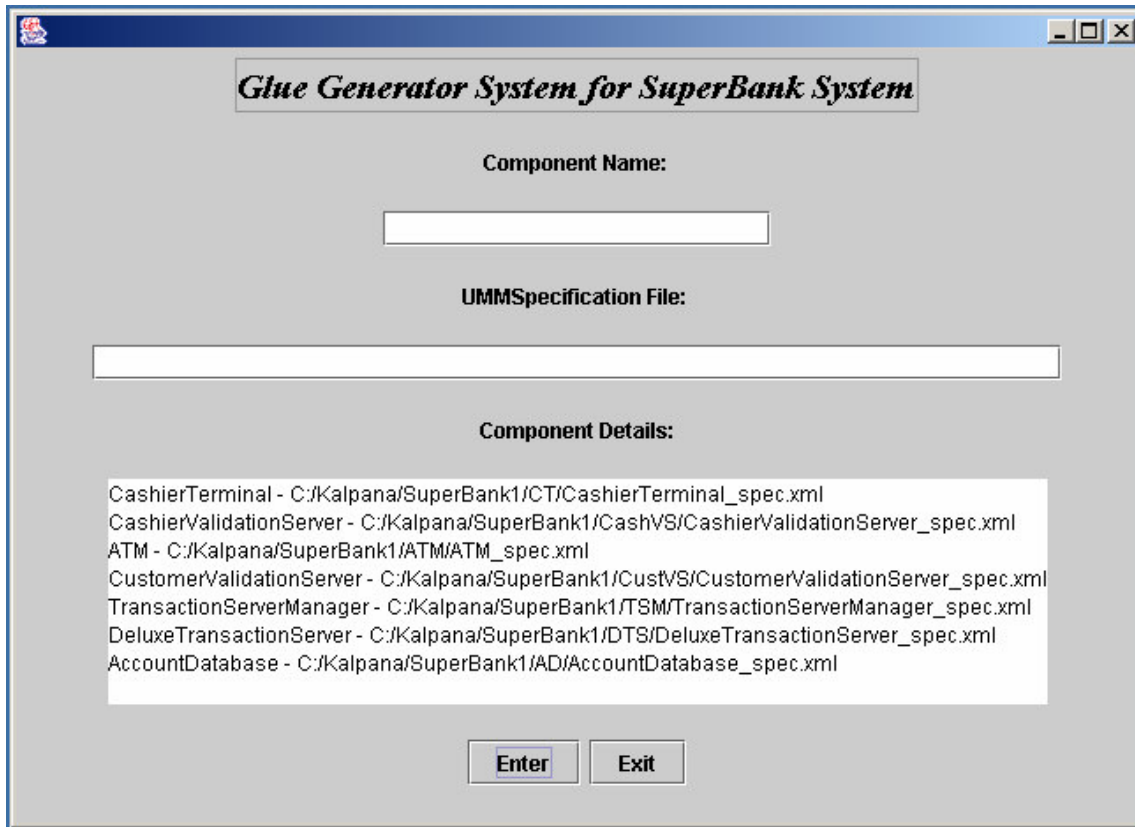 Glue Generator System for SuperBank System
Component Name:
UMMSpecification File:
Component Details:
CashierTerminal - C:/Kalpana/SuperBank1/CT/CashierTerminal_spec.xml
CashierValidationServer - C:/Kalpana/SuperBank1/CashVS/CashierValidationServer_spec.xml
ATM - C:/Kalpana/SuperBank1/ATM/ATM_spec.xml
CustomerValidationServer - C:/Kalpana/SuperBank1/CustVS/CustomerValidationServer_spec.xml
TransactionServerManager - C:/Kalpana/SuperBank1/TSM/TransactionServerManager_spec.xml
DeluxeTransactionServer - C:/Kalpana/SuperBank1/DTS/DeluxeTransactionServer_spec.xml
AccountDatabase - C:/Kalpana/SuperBank1/AD/AccountDatabase_spec.xml
Enter Exit